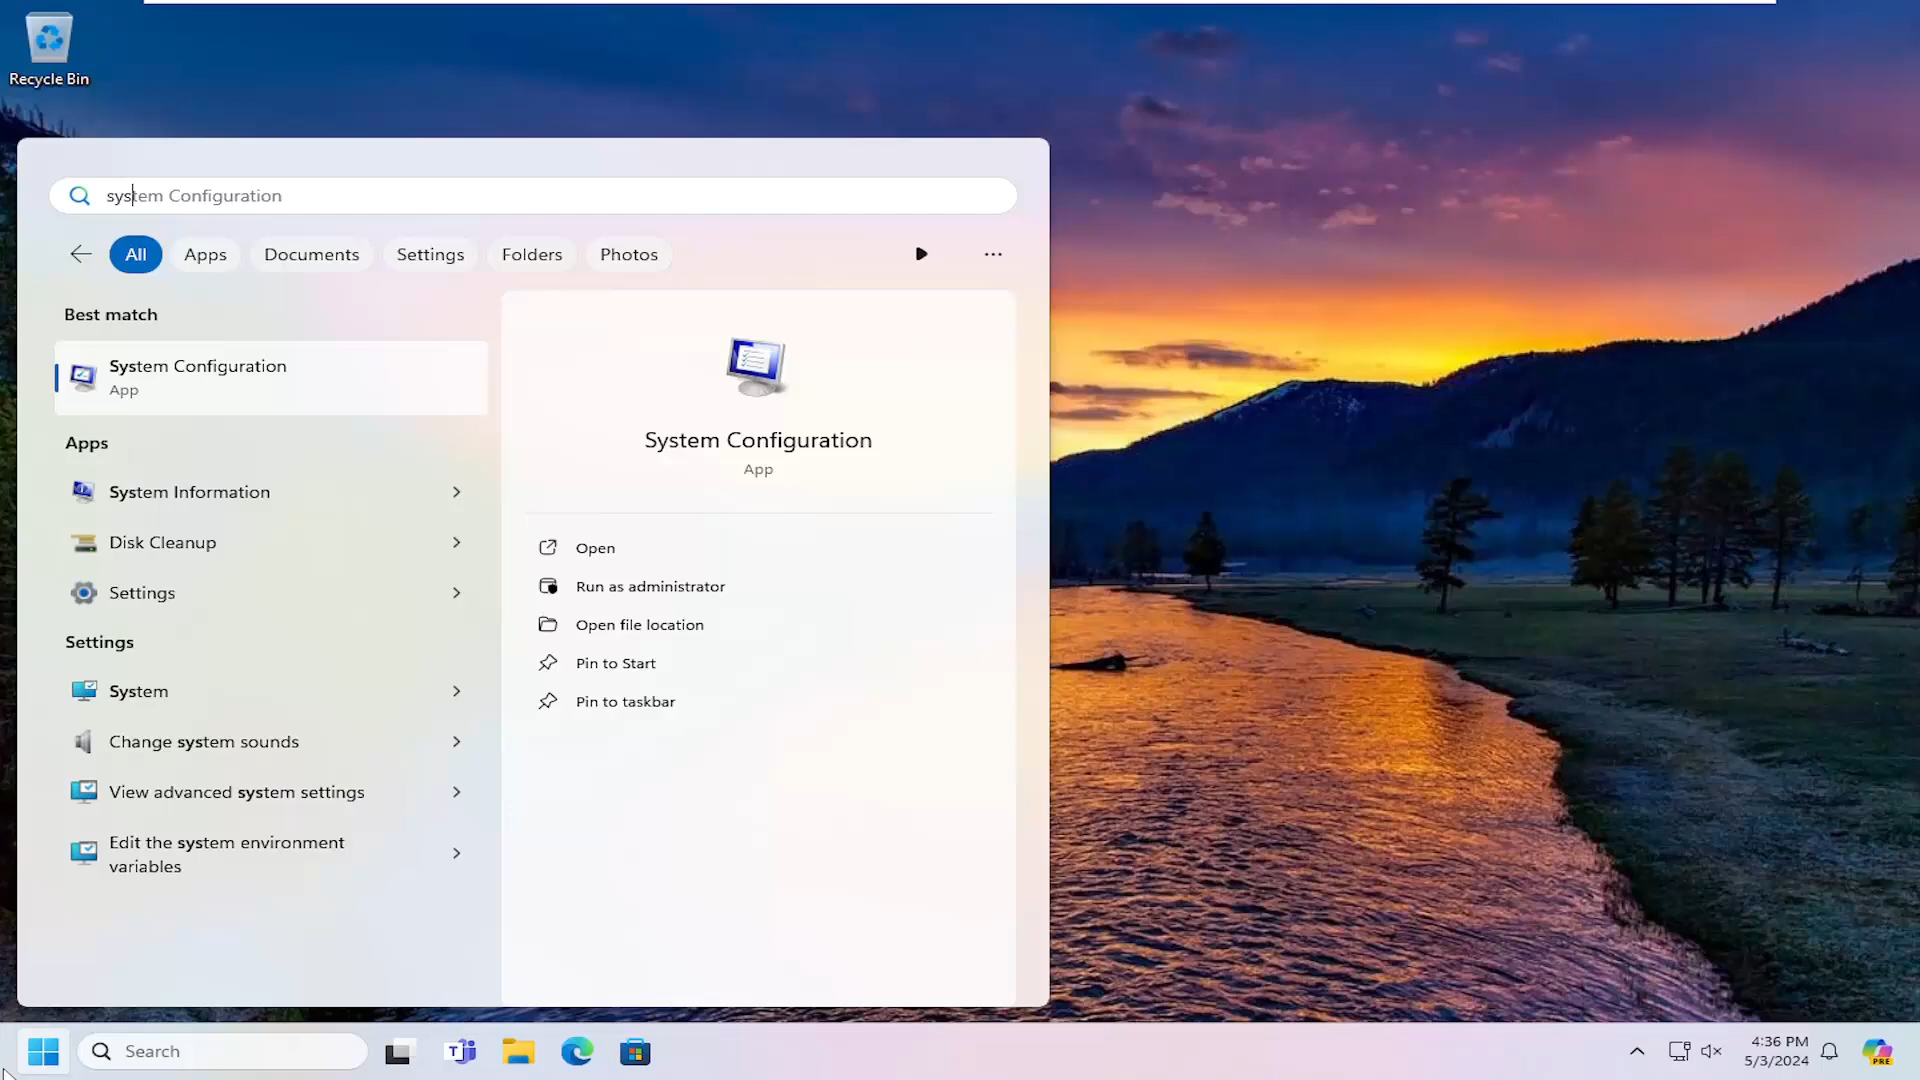 Recycle Bin
system Configuration
All
Apps
Documents
Settings
Folders
Photos
Best match
System Configuration
App
Apps
System Information
Disk Cleanup
Settings
Settings
System
Change system sounds
View advanced system settings
Edit the system environment
variables
System Configuration
App
Open
Run as administrator
Open file location
Pin to Start
Pin to taskbar
Search
4:36 PM
5/3/2024
PRE